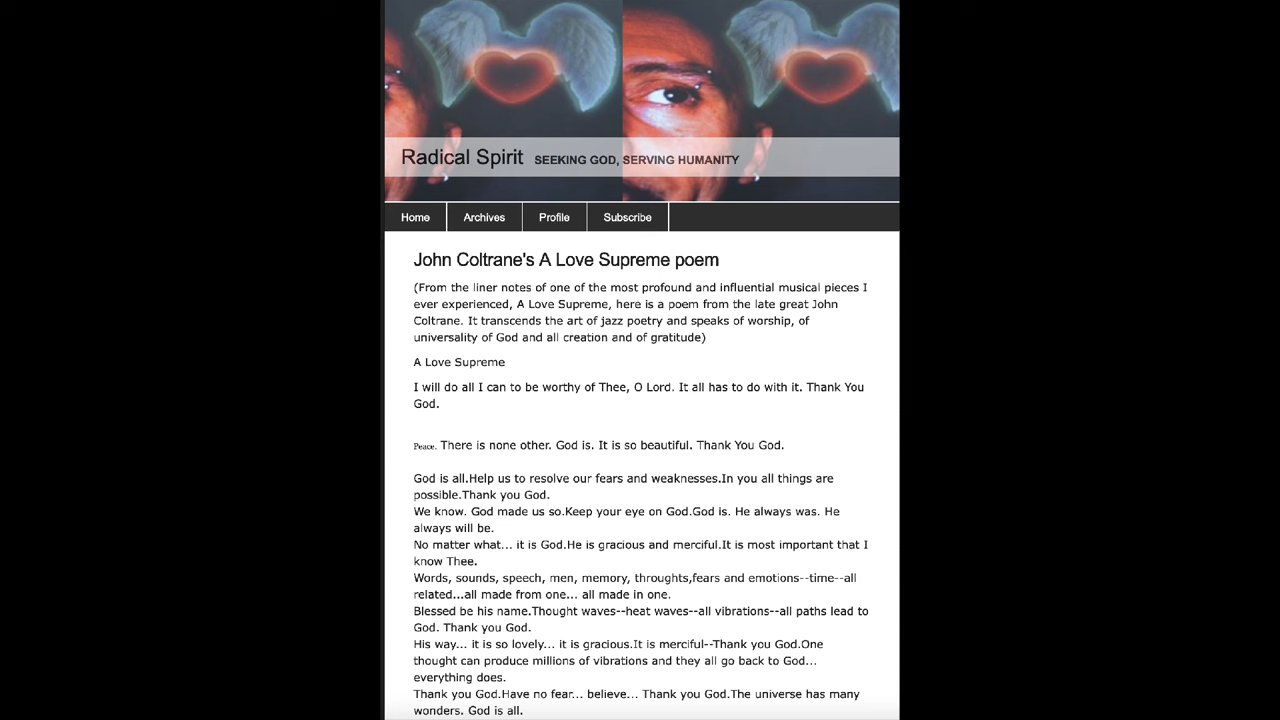 Radical Spirit SEEKING GOD, SERVING HUMANITY
Home Archives Profile Subscribe
John Coltrane's A Love Supreme poem
(From the liner notes of one of the most profound and influential musical pieces I
ever experienced, A Love Supreme, here is a poem from the late great John
Coltrane. It transcends the art of jazz poetry and speaks of worship, of
universality of God and all creation and of gratitude)
A Love Supreme
I will do all I can to be worthy of Thee, O Lord. It all has to do with it. Thank You
God.
Peace. There is none other. God is. It is so beautiful. Thank You God.
God is all.Help us to resolve our fears and weaknesses.In you all things are
possible.Thank you God.
We know. God made us so.Keep your eye on God.God is. He always was. He
always will be.
No matter what... it is God.He is gracious and merciful.It is most important that I
know Thee.
Words, sounds, speech, men, memory, throughts,fears and emotions--time--all
related...all made from one... all made in one.
Blessed be his name.Thought waves--heat waves--all vibrations--all paths lead to
God. Thank you God.
His way... it is so lovely... it is gracious.It is merciful--Thank you God.One
thought can produce millions of vibrations and they all go back to God...
everything does.
Thank you God.Have no fear... believe... Thank you God.The universe has many
wonders. God is all.